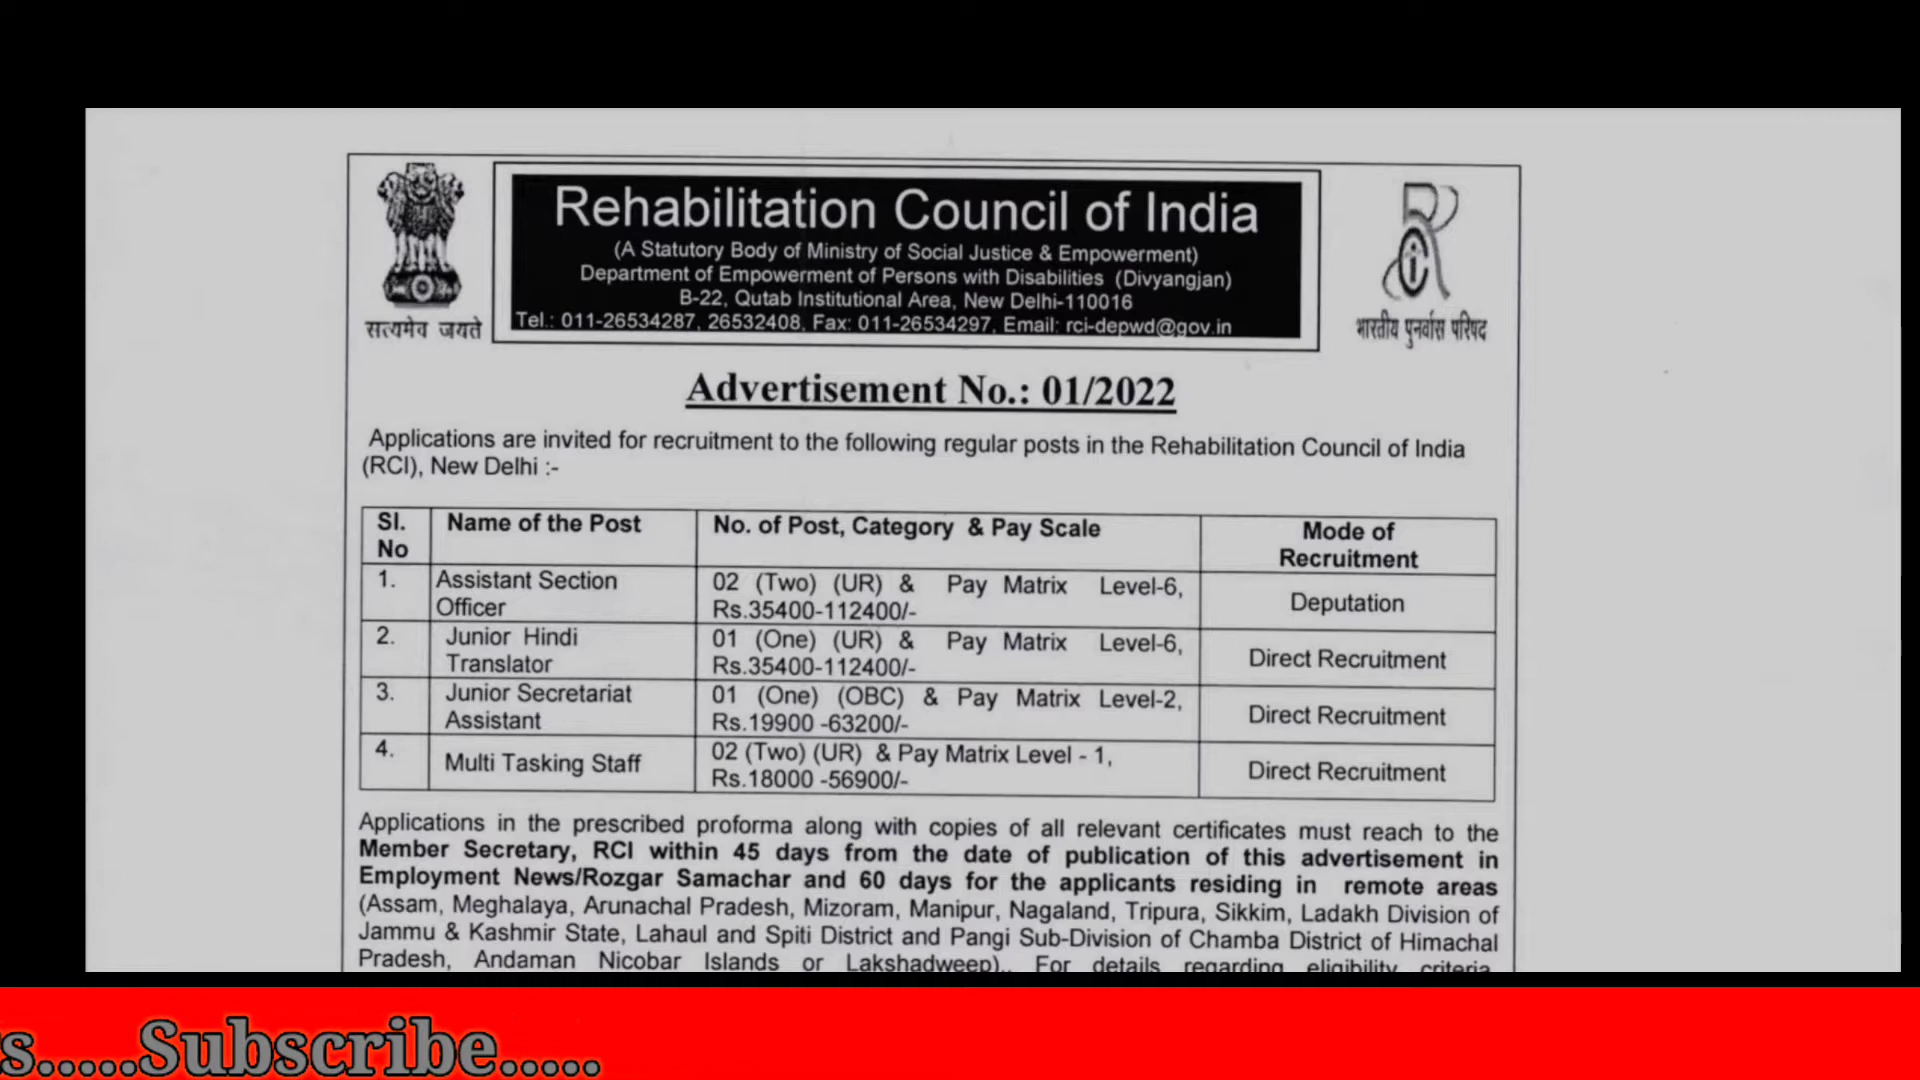 Rehabilitation Council of India
(A Statutory Body of Ministry of Social Justice & Empowerment)
Department of Empowerment of Persons with Disabilities (Divyangjan)
B-22, Qutab Institutional Area, New Delhi-110016
Tel.: 011-26534287, 26532408, Fax: 011-26534297, Email: rci-depwd@gov.in
सत्यमेव जयते
भारतीय पुनर्वास परिषद
Advertisement No.: 01/2022
Applications are invited for recruitment to the following regular posts in the Rehabilitation Council of India
(RCI), New Delhi :-
Sl. No | Name of the Post | No. of Post, Category & Pay Scale | Mode of Recruitment
1. | Assistant Section Officer | 02 (Two) (UR) & Pay Matrix Level-6, Rs.35400-112400/- | Deputation
2. | Junior Hindi Translator | 01 (One) (UR) & Pay Matrix Level-6, Rs.35400-112400/- | Direct Recruitment
3. | Junior Secretariat Assistant | 01 (One) (OBC) & Pay Matrix Level-2, Rs.19900 -63200/- | Direct Recruitment
4. | Multi Tasking Staff | 02 (Two) (UR) & Pay Matrix Level - 1, Rs.18000 -56900/- | Direct Recruitment
Applications in the prescribed proforma along with copies of all relevant certificates must reach to the
Member Secretary, RCI within 45 days from the date of publication of this advertisement in
Employment News/Rozgar Samachar and 60 days for the applicants residing in remote areas
(Assam, Meghalaya, Arunachal Pradesh, Mizoram, Manipur, Nagaland, Tripura, Sikkim, Ladakh Division of
Jammu & Kashmir State, Lahaul and Spiti District and Pangi Sub-Division of Chamba District of Himachal
Pradesh, Andaman Nicobar Islands or Lakshadweep).. For details regarding eligibility criteria,
s.....Subscribe.....